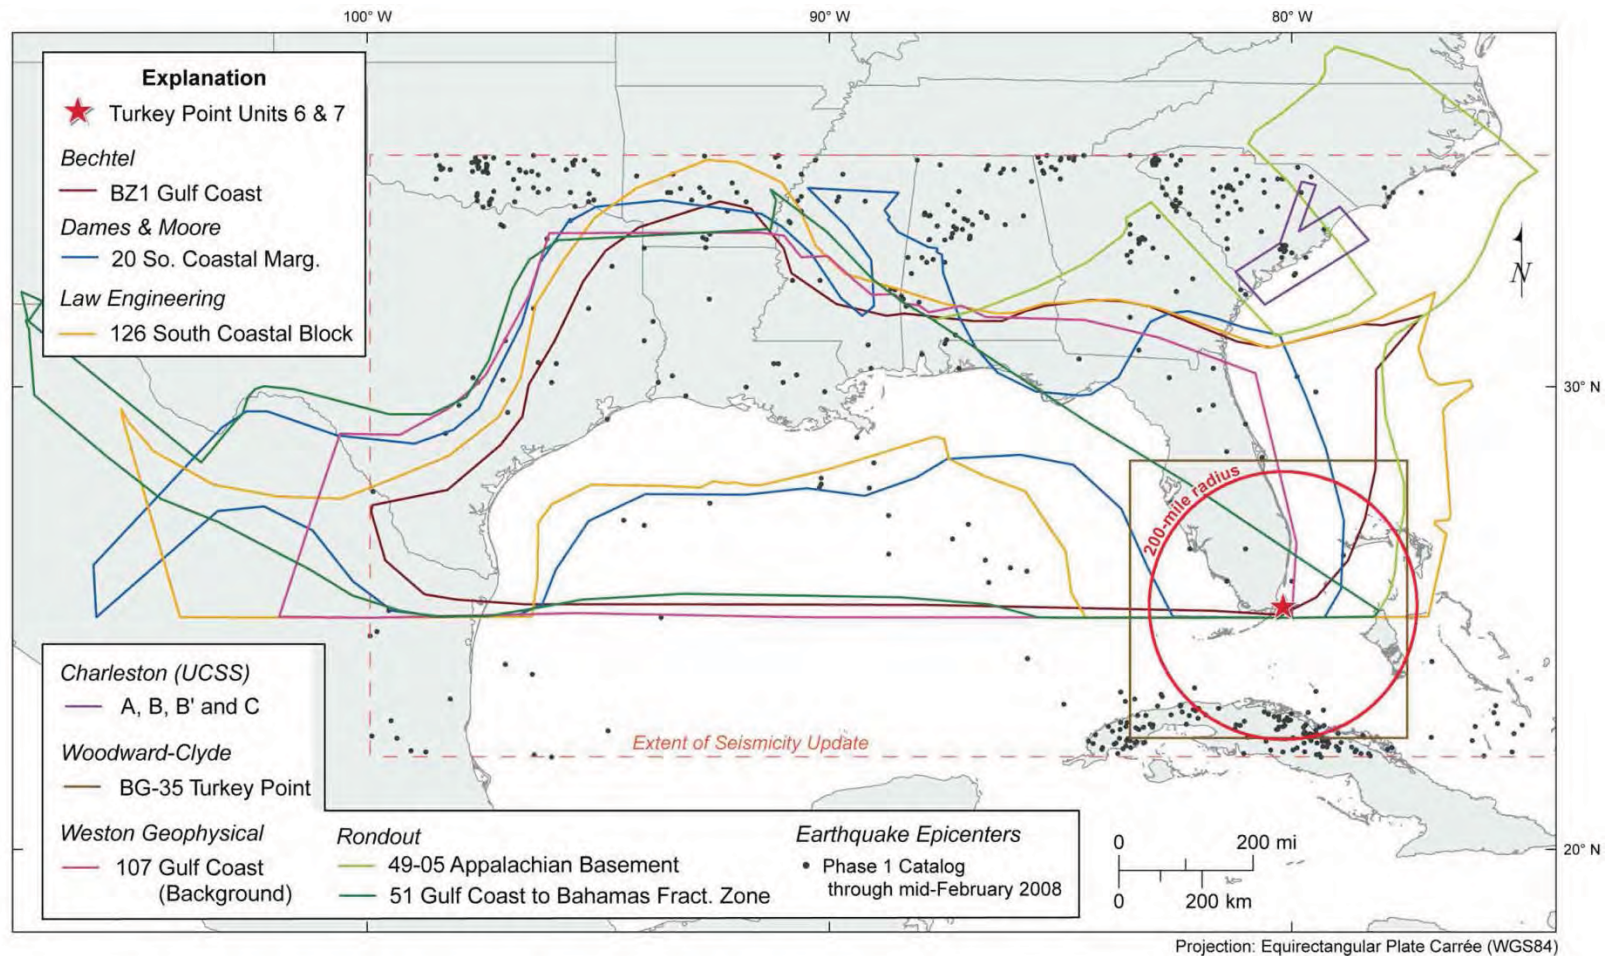 100° W
90° W
80° W
Explanation
Turkey Point Units 6 & 7
Bechtel
BZ1 Gulf Coast
Dames & Moore
20 So. Coastal Marg.
Law Engineering
126 South Coastal Block
N
30° N
200-mile radius
Extent of Seismicity Update
Charleston (UCSS)
A, B, B' and C
Woodward-Clyde
BG-35 Turkey Point
Weston Geophysical
107 Gulf Coast
(Background)
Rondout
49-05 Appalachian Basement
51 Gulf Coast to Bahamas Fract. Zone
Earthquake Epicenters
Phase 1 Catalog
through mid-February 2008
0 200 mi
0 200 km
20° N
Projection: Equirectangular Plate Carrée (WGS84)